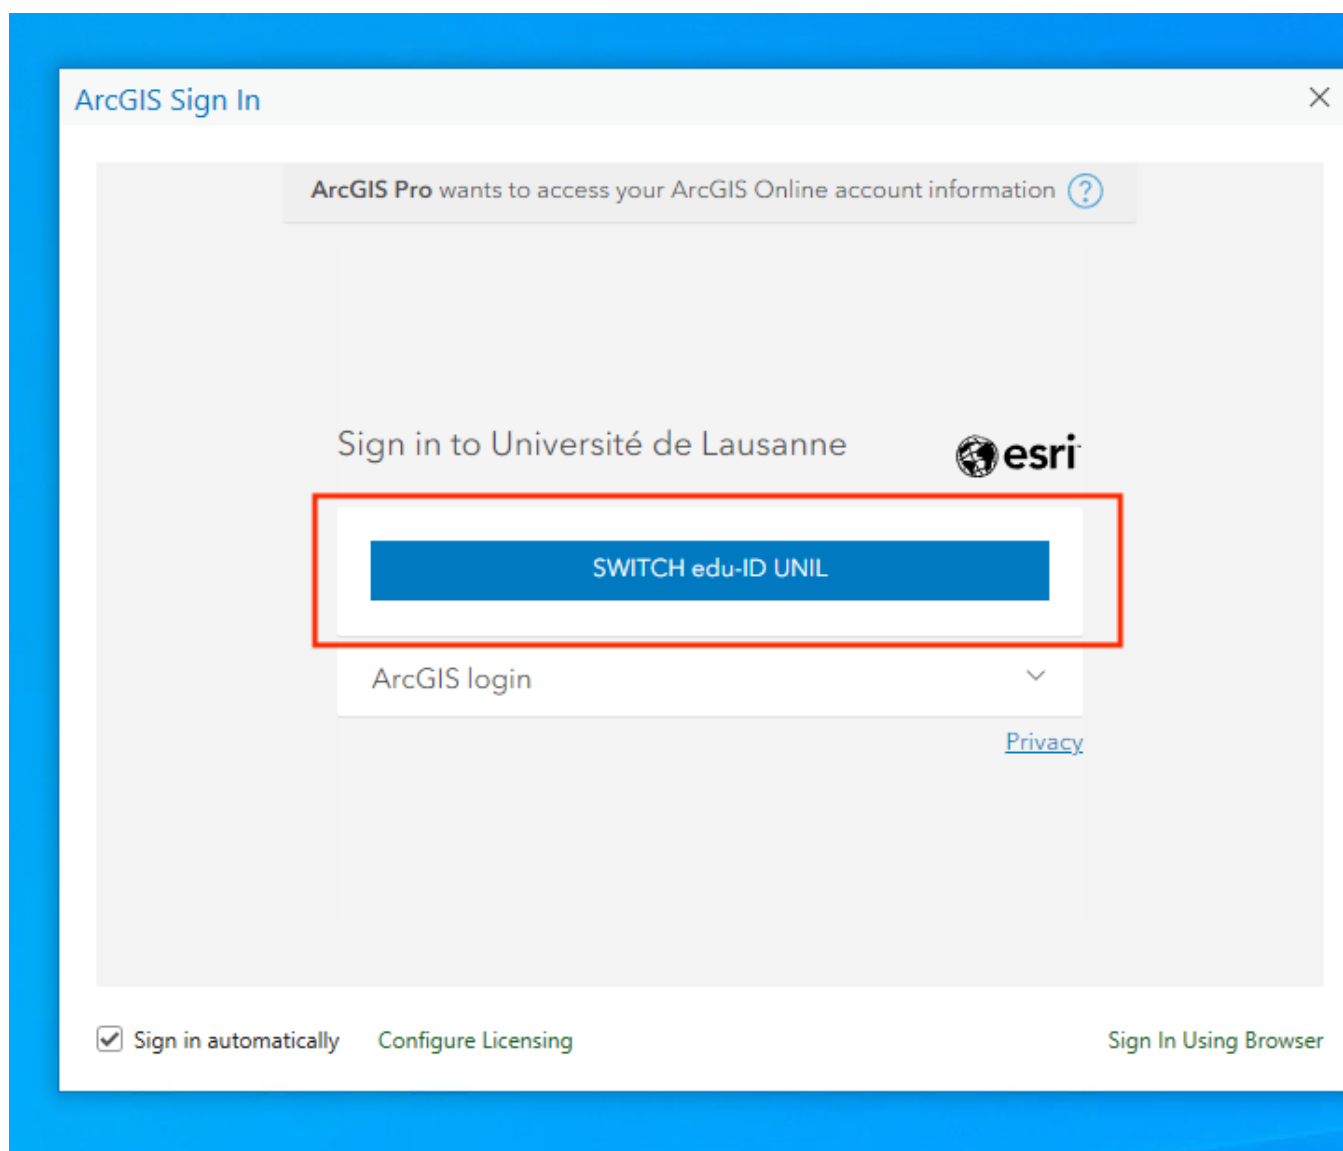 ArcGIS Sign In
ArcGIS Pro wants to access your ArcGIS Online account information ?
Sign in to Université de Lausanne
esri
SWITCH edu-ID UNIL
ArcGIS login
Privacy
Sign in automatically Configure Licensing Sign In Using Browser